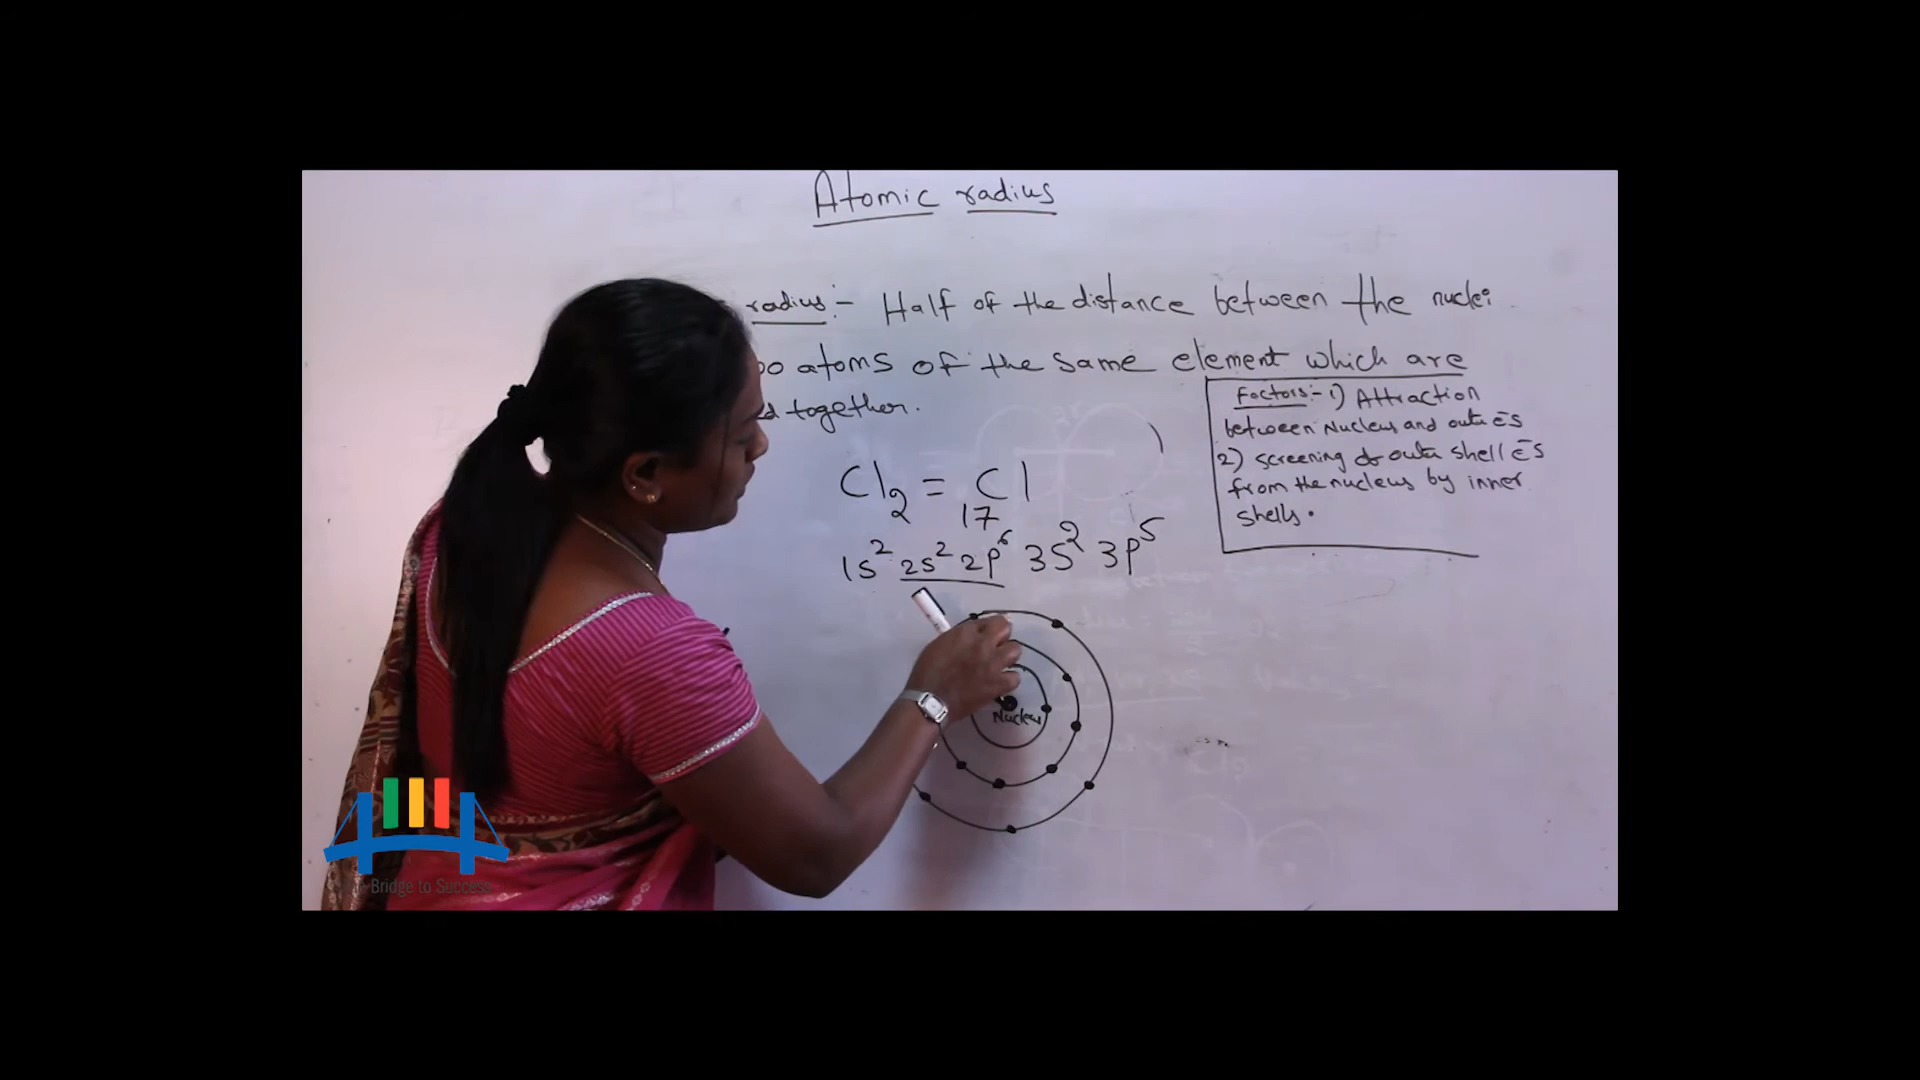 Atomic radius
radius:- Half of the distance between the nuclei
atoms of the same element which are
together.
Factors:- 1) Attraction
between Nucleus and outer e̅s
2) Screening of outer shell e̅s
from the nucleus by inner
shells.
Cl₂ = Cl
17
1s² 2s² 2p⁶ 3s² 3p⁵
Nucleus
Bridge to Success